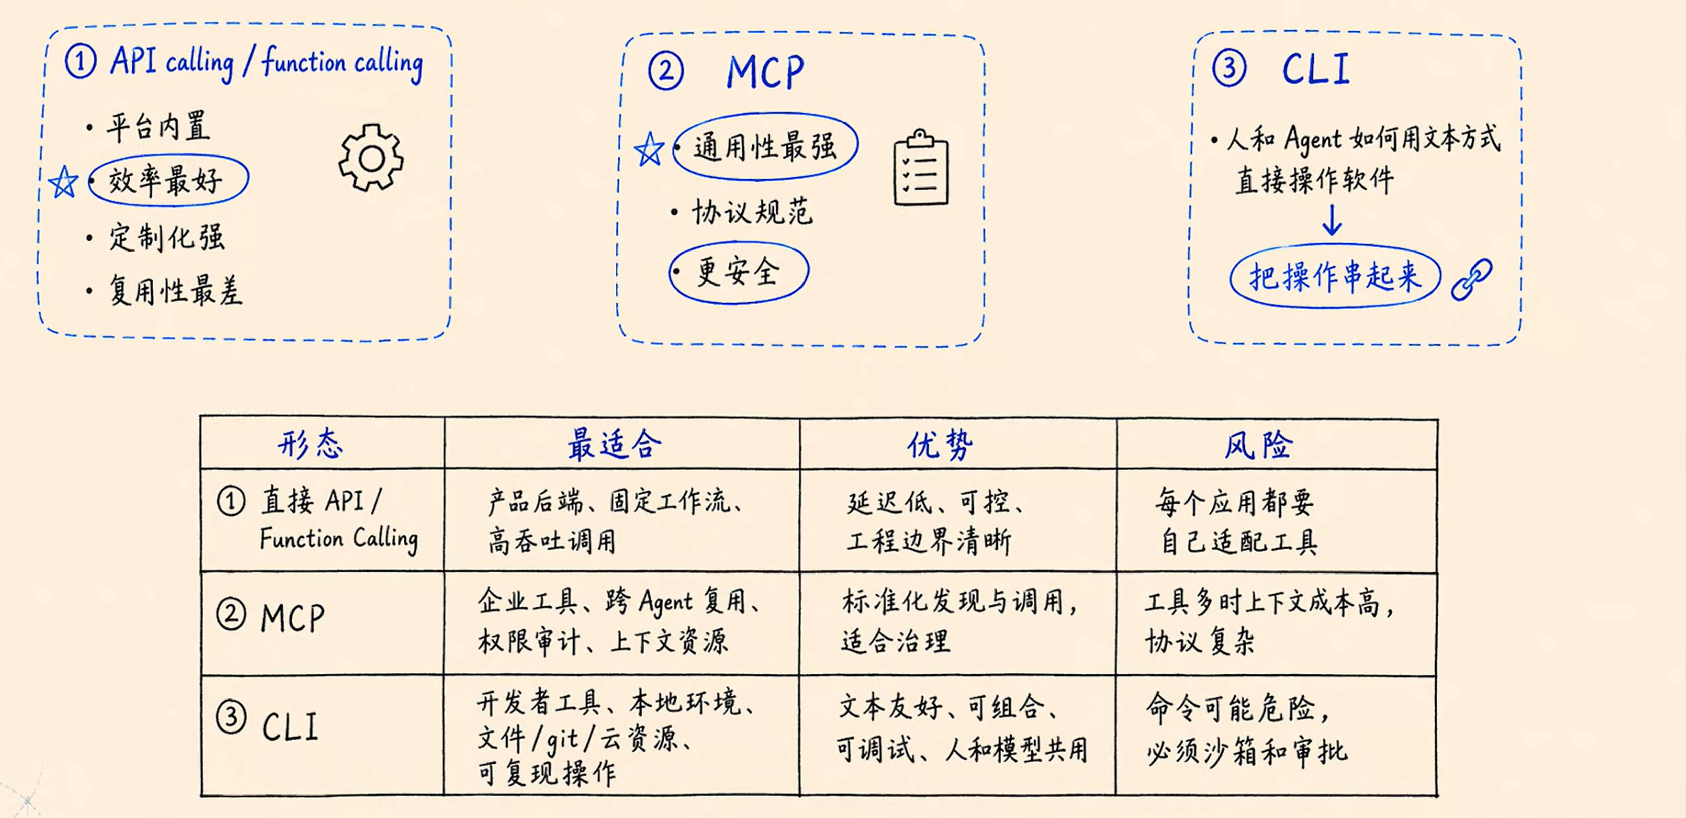 ① API calling / function calling
• 平台内置
• 效率最好
• 定制化强
• 复用性最差
② MCP
• 通用性最强
• 协议规范
• 更安全
③ CLI
• 人和 Agent 如何用文本方式
直接操作软件
把操作串起来
形态
最适合
优势
风险
① 直接 API /
Function Calling
产品后端、固定工作流、
高吞吐调用
延迟低、可控、
工程边界清晰
每个应用都要
自己适配工具
② MCP
企业工具、跨 Agent 复用、
权限审计、上下文资源
标准化发现与调用，
适合治理
工具多时上下文成本高，
协议复杂
③ CLI
开发者工具、本地环境、
文件/git/云资源、
可复现操作
文本友好、可组合、
可调试、人和模型共用
命令可能危险，
必须沙箱和审批